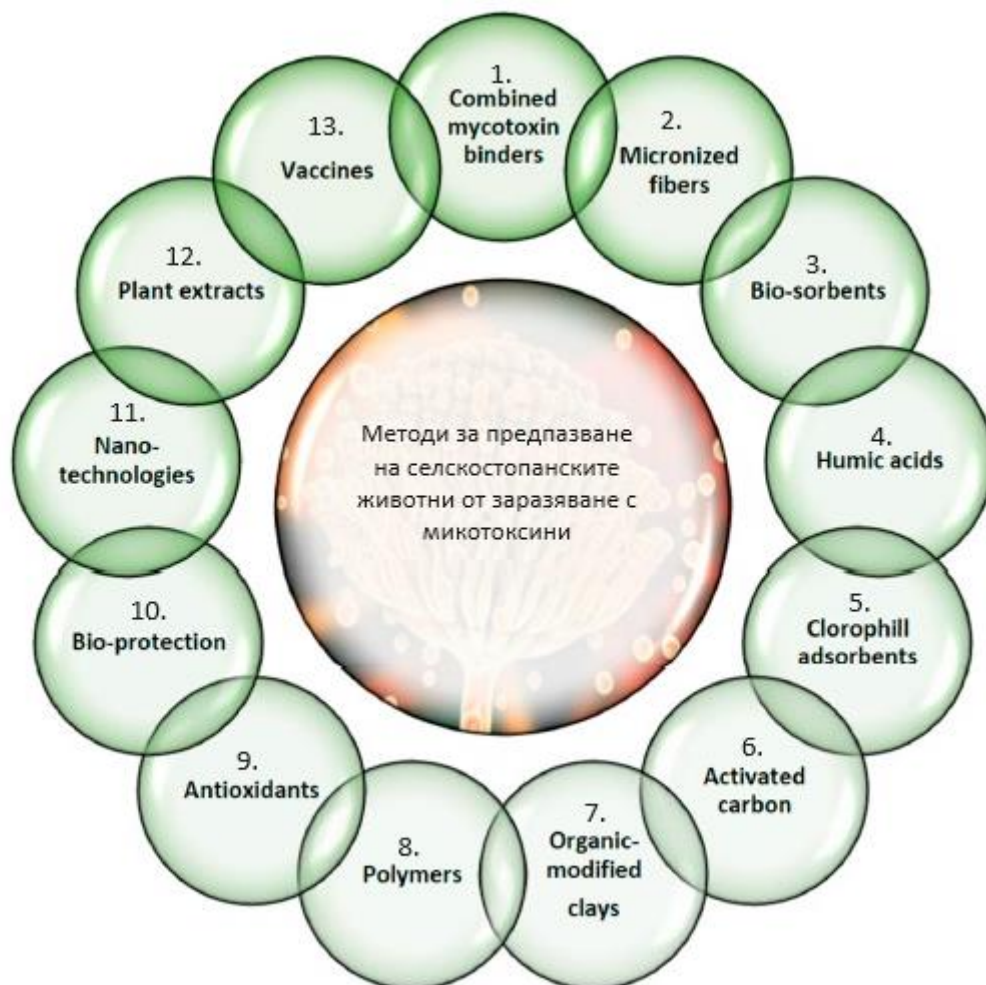 1.
Combined
mycotoxin
binders
2.
Micronized
fibers
3.
Bio-sorbents
4.
Humic acids
5.
Clorophill
adsorbents
6.
Activated
carbon
7.
Organic-
modified
clays
8.
Polymers
9.
Antioxidants
10.
Bio-protection
11.
Nano-
technologies
12.
Plant extracts
13.
Vaccines
Методи за предпазване
на селскостопанските
животни от заразяване с
микотоксини